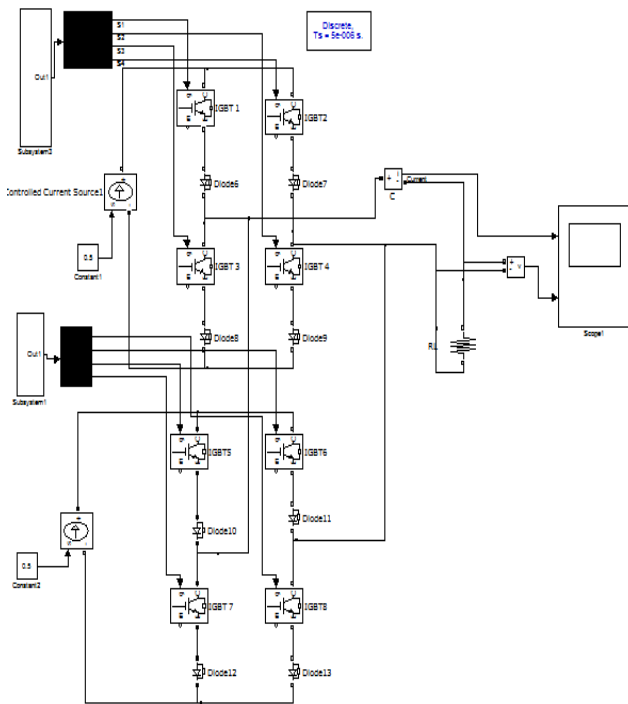 Discrete,
Ts = 5e-006 s.
S1
S2
S3
S4
Out1
Subsystem3
IGBT 1
IGBT2
Diode6
Diode7
Controlled Current Source1
0.5
Constant1
IGBT 3
IGBT 4
Diode8
Diode9
i
+
-
Current
C
+
-
v
Scope1
RL
Out1
Subsystem1
IGBT5
IGBT6
Diode10
Diode11
0.5
Constant2
IGBT 7
IGBT8
Diode12
Diode13